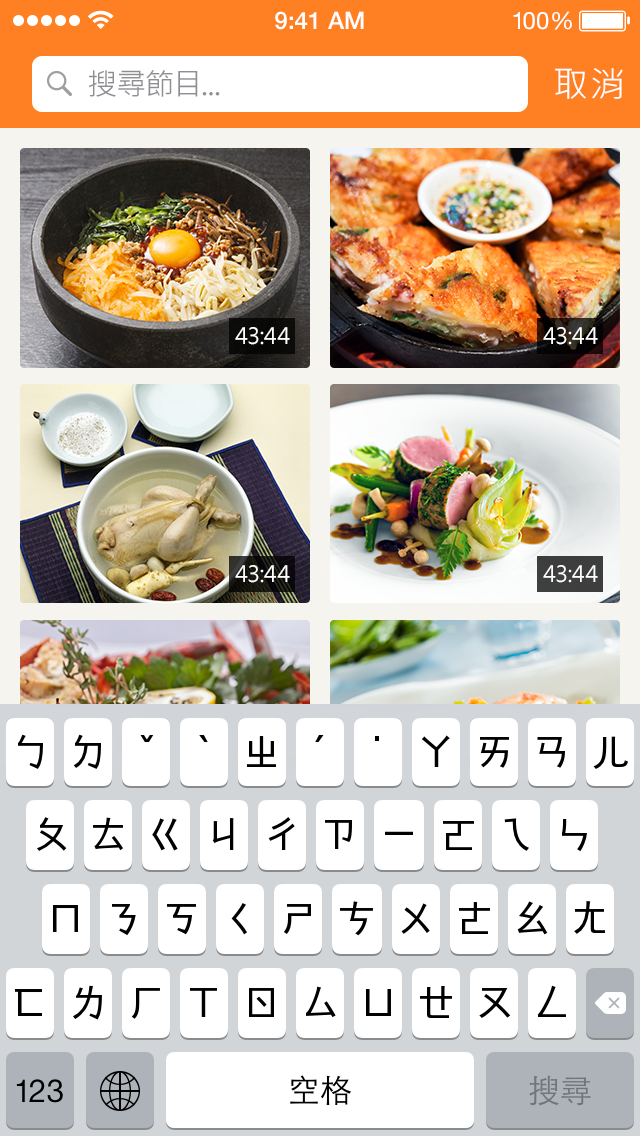 9:41 AM 100%
搜尋節目... 取消
43:44 43:44
43:44 43:44
ㄅ ㄉ ˇ ˋ ㄓ ˊ ˙ ㄚ ㄞ ㄢ ㄦ
ㄆ ㄊ ㄍ ㄐ ㄔ ㄗ ㄧ ㄛ ㄟ ㄣ
ㄇ ㄋ ㄎ ㄑ ㄕ ㄘ ㄨ ㄜ ㄠ ㄤ
ㄈ ㄌ ㄏ ㄒ ㄖ ㄙ ㄩ ㄝ ㄡ ㄥ
123 空格 搜尋